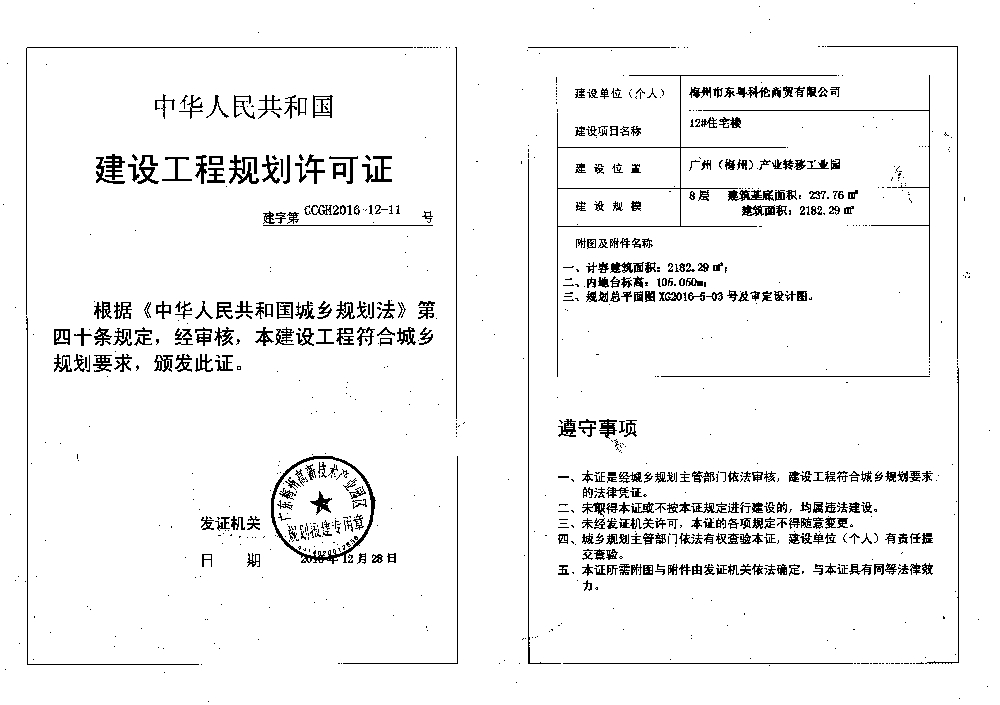 中华人民共和国
建设工程规划许可证
建字第 GCGH2016-12-11 号
根据《中华人民共和国城乡规划法》第
四十条规定，经审核，本建设工程符合城乡
规划要求，颁发此证。
广东梅州高新技术产业园区
规划报建专用章
4414020012856
发证机关
日 期 2016年12月28日
建设单位（个人） 梅州市东粤科伦商贸有限公司
建设项目名称 12#住宅楼
建设位置 广州（梅州）产业转移工业园
建设规模 8层 建筑基底面积：237.76㎡
建筑面积：2182.29㎡
附图及附件名称
一、计容建筑面积：2182.29㎡；
二、内地台标高：105.050m；
三、规划总平面图XG2016-5-03号及审定设计图。
遵守事项
一、本证是经城乡规划主管部门依法审核，建设工程符合城乡规划要求
的法律凭证。
二、未取得本证或不按本证规定进行建设的，均属违法建设。
三、未经发证机关许可，本证的各项规定不得随意变更。
四、城乡规划主管部门依法有权查验本证，建设单位（个人）有责任提
交查验。
五、本证所需附图与附件由发证机关依法确定，与本证具有同等法律效
力。